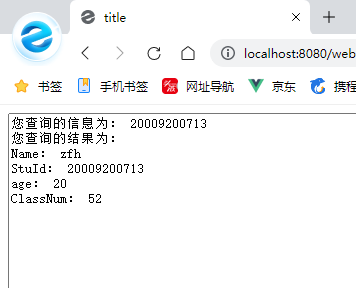 title
localhost:8080/web
书签
手机书签
网址导航
京东
携程
您查询的信息为： 20009200713
您查询的结果为：
Name： zfh
StuId： 20009200713
age： 20
ClassNum： 52